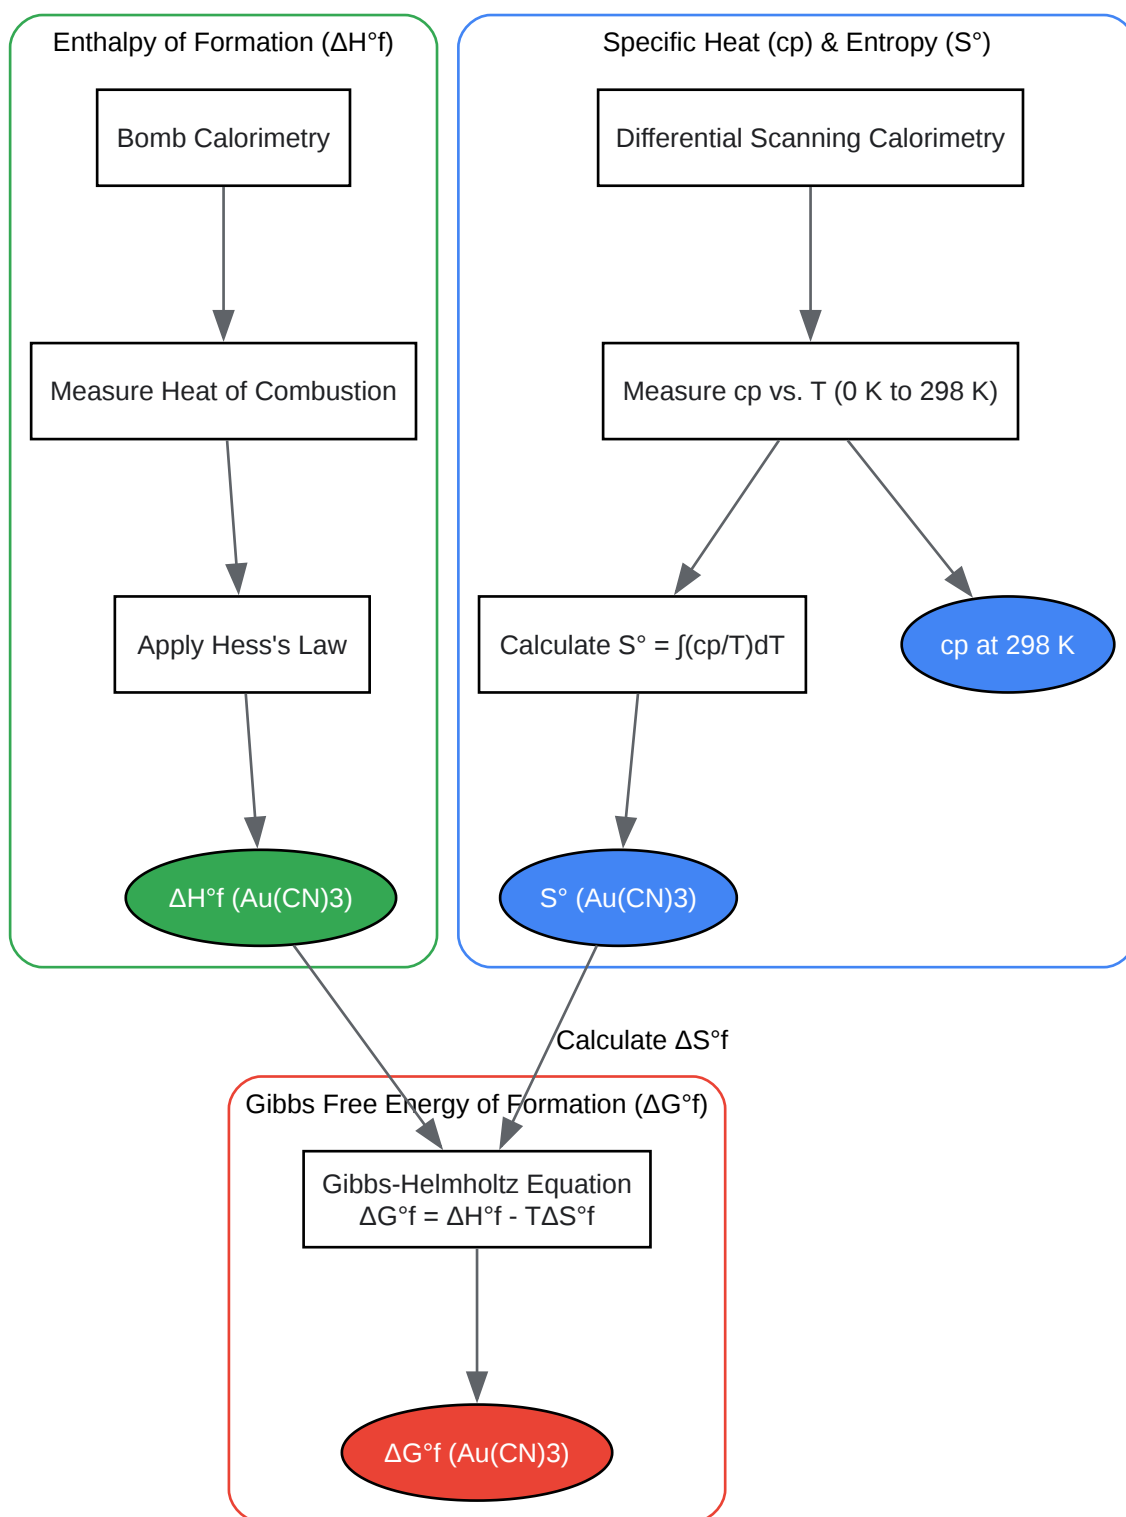 Enthalpy of Formation (ΔH°f)
Bomb Calorimetry
Measure Heat of Combustion
Apply Hess's Law
ΔH°f (Au(CN)3)
Specific Heat (cp) & Entropy (S°)
Differential Scanning Calorimetry
Measure cp vs. T (0 K to 298 K)
Calculate S° = ∫(cp/T)dT
cp at 298 K
S° (Au(CN)3)
Calculate ΔS°f
Gibbs Free Energy of Formation (ΔG°f)
Gibbs-Helmholtz Equation
ΔG°f = ΔH°f - TΔS°f
ΔG°f (Au(CN)3)